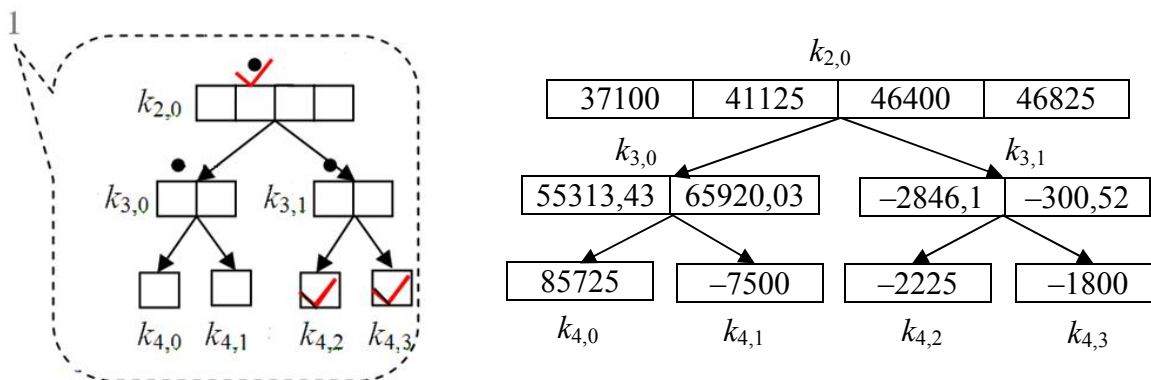 1
k2,0
k3,0
k3,1
k4,0 k4,1 k4,2 k4,3
k2,0
37100 41125 46400 46825
k3,0 k3,1
55313,43 65920,03 –2846,1 –300,52
85725 –7500 –2225 –1800
k4,0 k4,1 k4,2 k4,3